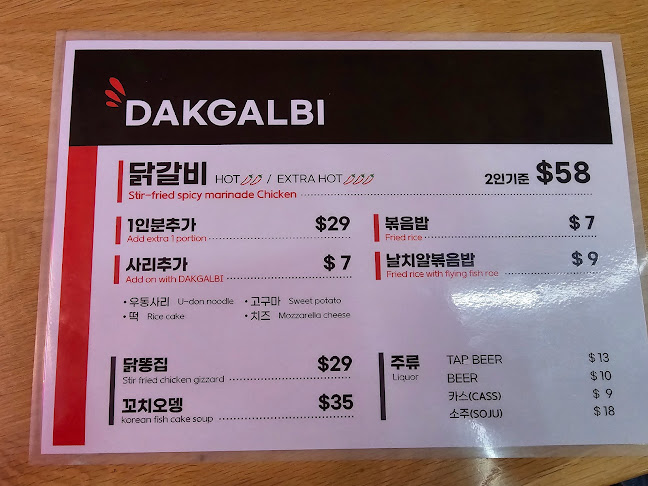 DAKGALBI
닭갈비 HOT / EXTRA HOT 2인기준 $58
Stir-fried spicy marinade Chicken
1인분추가 $29
Add extra 1 portion
사리추가 $7
Add on with DAKGALBI
• 우동사리 U-don noodle • 고구마 Sweet potato
• 떡 Rice cake • 치즈 Mozzarella cheese
볶음밥 $7
Fried rice
날치알볶음밥 $9
Fried rice with flying fish roe
닭똥집 $29
Stir fried chicken gizzard
꼬치오뎅 $35
korean fish cake soup
주류
Liquor
TAP BEER $13
BEER $10
카스(CASS) $9
소주(SOJU) $18